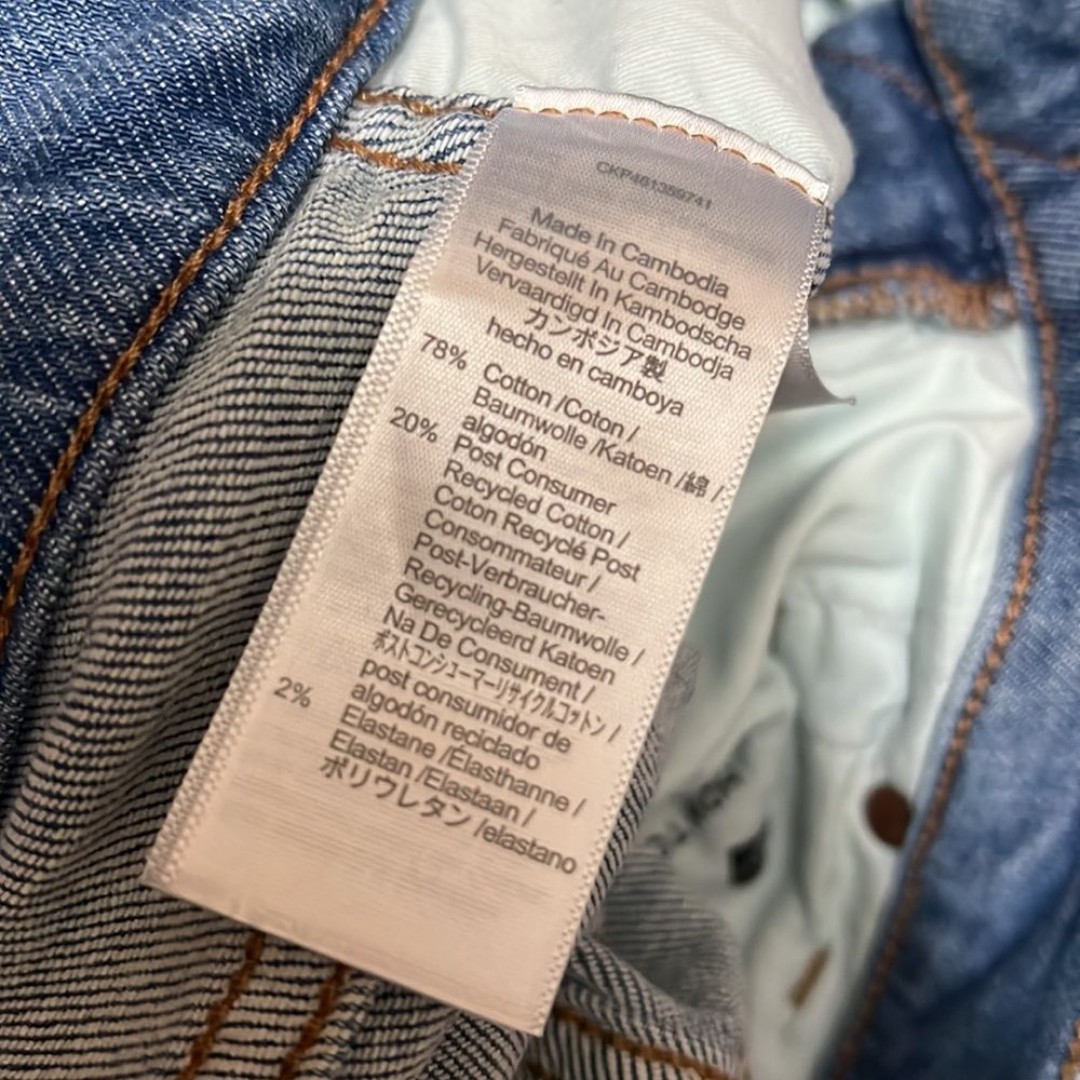 CKP461359741
Made In Cambodia
Fabriqué Au Cambodge
Hergestellt In Kambodscha
Vervaardigd In Cambodja
カンボジア製
hecho en camboya
78% Cotton /Coton /
Baumwolle /Katoen /綿 /
algodón
20% Post Consumer
Recycled Cotton /
Coton Recyclé Post
Consommateur /
Post-Verbraucher-
Recycling-Baumwolle /
Gerecycleerd Katoen
Na De Consument /
ポストコンシューマーリサイクルコットン /
post consumidor de
algodón reciclado
2% Elastane /Élasthanne /
Elastan /Elastaan /
ポリウレタン /elastano